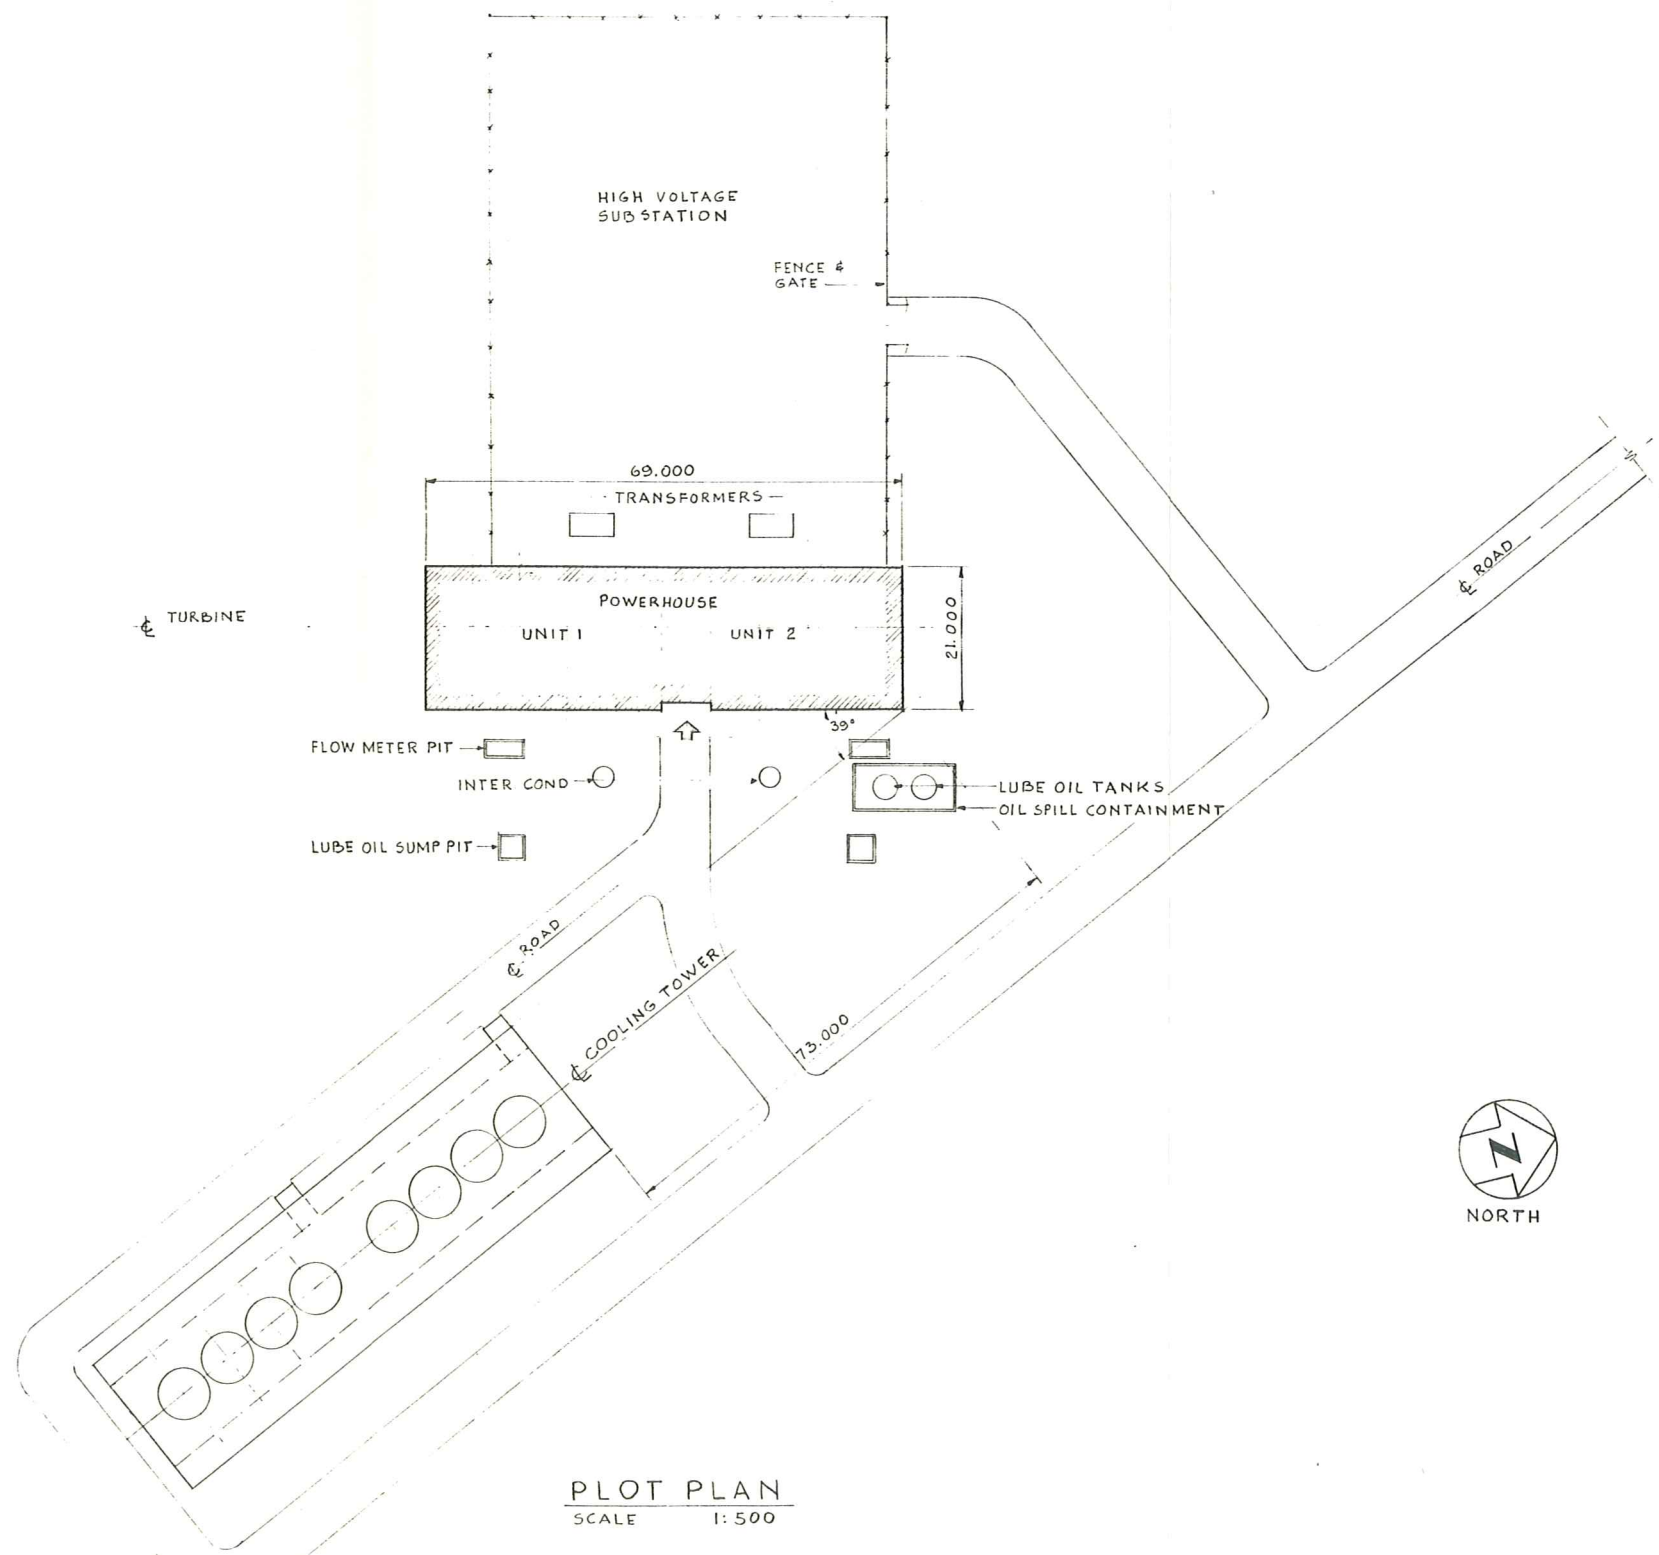 HIGH VOLTAGE
SUBSTATION
FENCE &
GATE
69.000
TRANSFORMERS
POWERHOUSE
UNIT 1
UNIT 2
21.000
℄ TURBINE
℄ ROAD
39°
FLOW METER PIT
INTER COND
LUBE OIL TANKS
OIL SPILL CONTAINMENT
LUBE OIL SUMP PIT
℄ ROAD
℄ COOLING TOWER
73.000
N
NORTH
PLOT PLAN
SCALE 1:500